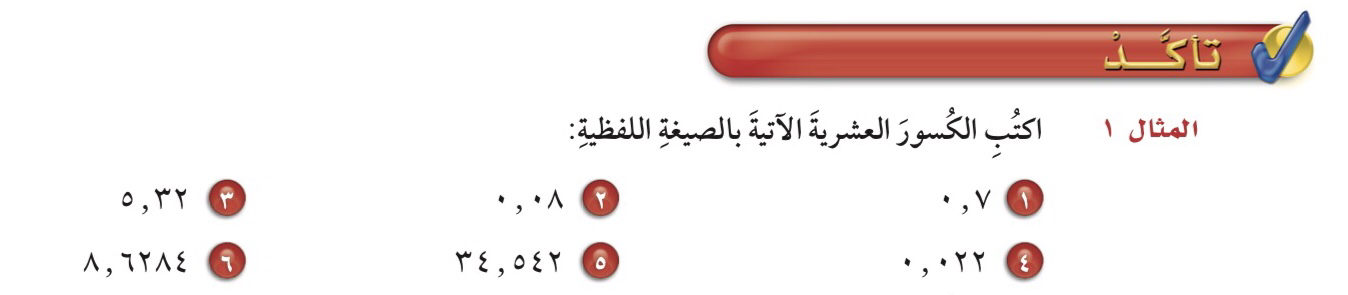 تأكَّدْ
المثال ١ اكتُبِ الكُسورَ العشريةَ الآتيةَ بالصيغةِ اللفظيةِ:
١ ٠,٧ ٢ ٠,٠٨ ٣ ٥,٣٢
٤ ٠,٠٢٢ ٥ ٣٤,٥٤٢ ٦ ٨,٦٢٨٤